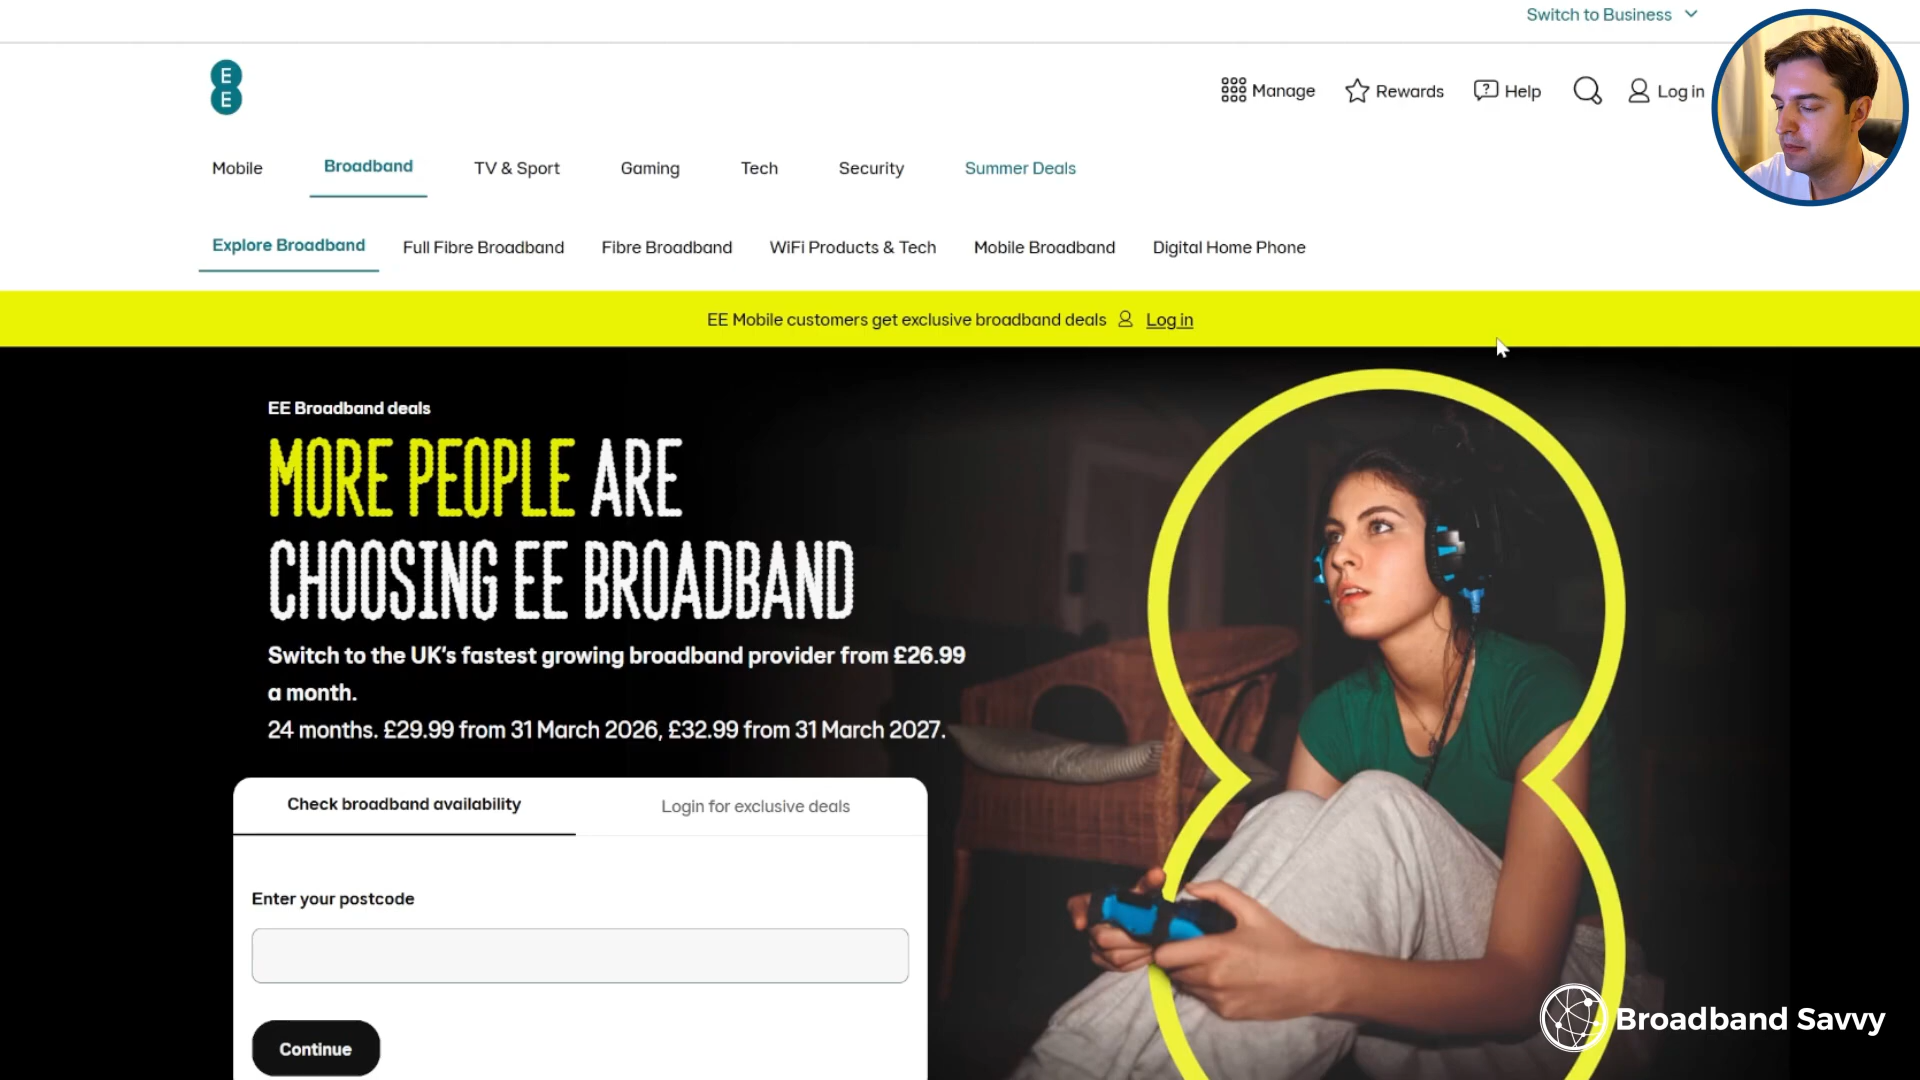 Switch to Business
E
E
Manage
Rewards
Help
Log in
Mobile
Broadband
TV & Sport
Gaming
Tech
Security
Summer Deals
Explore Broadband
Full Fibre Broadband
Fibre Broadband
WiFi Products & Tech
Mobile Broadband
Digital Home Phone
EE Mobile customers get exclusive broadband deals Log in
EE Broadband deals
MORE PEOPLE ARE
CHOOSING EE BROADBAND
Switch to the UK's fastest growing broadband provider from £26.99
a month.
24 months. £29.99 from 31 March 2026, £32.99 from 31 March 2027.
Check broadband availability
Login for exclusive deals
Enter your postcode
Continue
Broadband Savvy